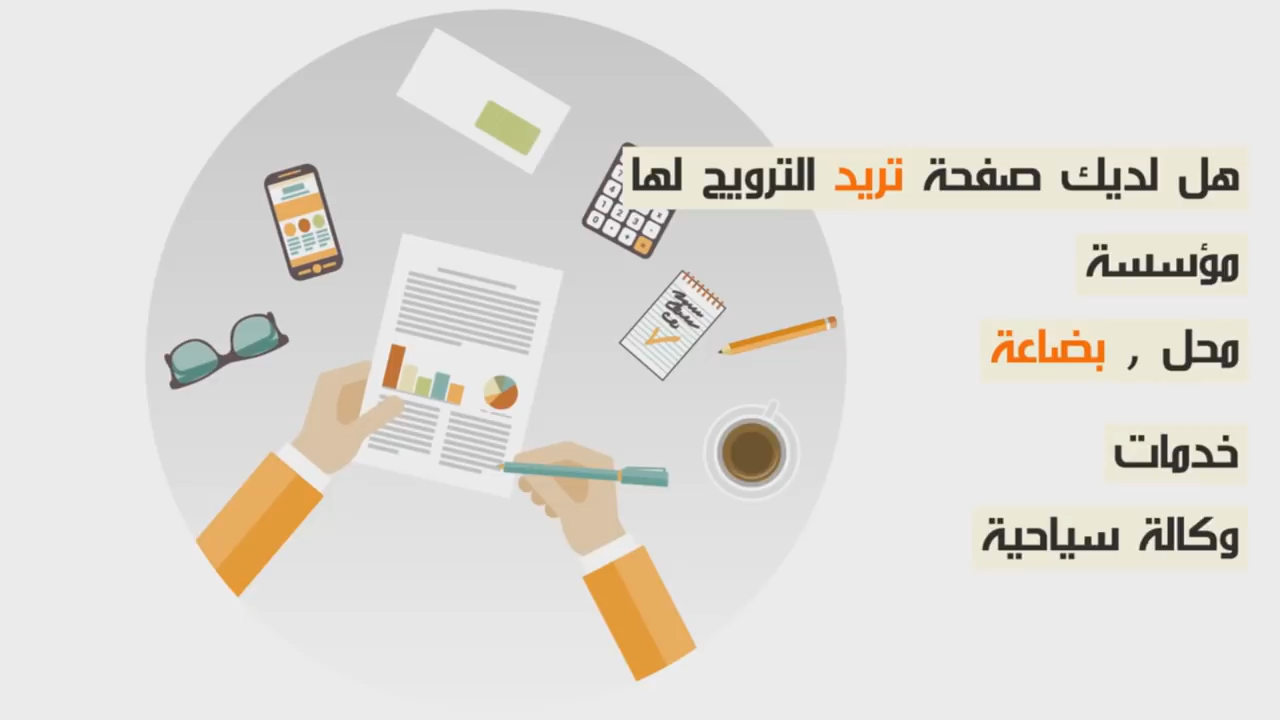 هل لديك صفحة تريد الترويج لها
مؤسسة
محل , بضاعة
خدمات
وكالة سياحية